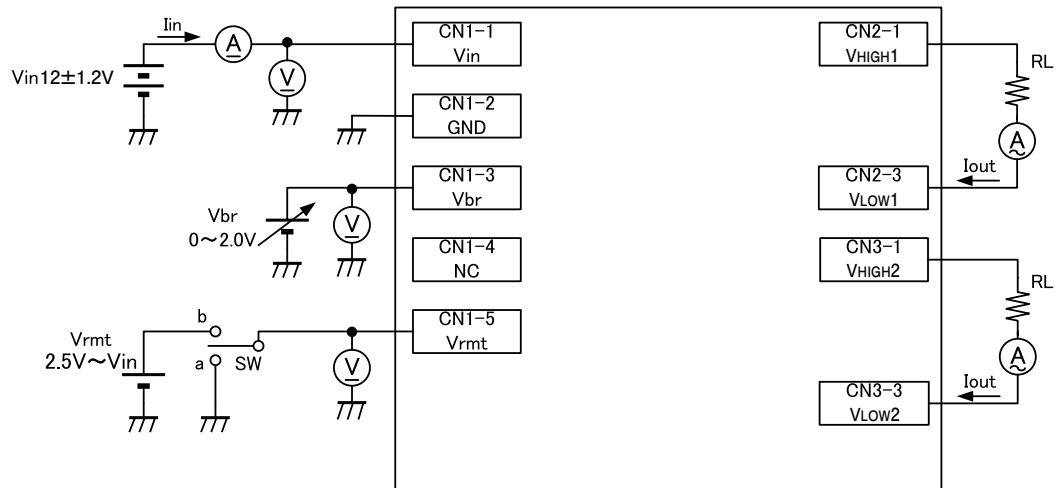 Iin
A
V
Vin 12±1.2V
CN1-1
Vin
CN1-2
GND
CN1-3
Vbr
V
Vbr
0～2.0V
CN1-4
NC
CN1-5
Vrmt
V
Vrmt
2.5V～Vin
b
a
SW
CN2-1
VHIGH1
RL
A
Iout
CN2-3
VLOW1
CN3-1
VHIGH2
RL
A
Iout
CN3-3
VLOW2